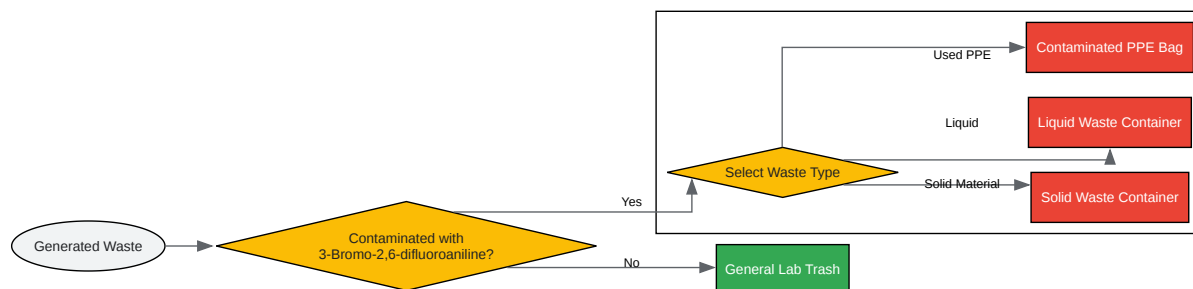 Generated Waste
Contaminated with
3-Bromo-2,6-difluoroaniline?
Yes
No
General Lab Trash
Select Waste Type
Used PPE
Contaminated PPE Bag
Liquid
Liquid Waste Container
Solid Material
Solid Waste Container